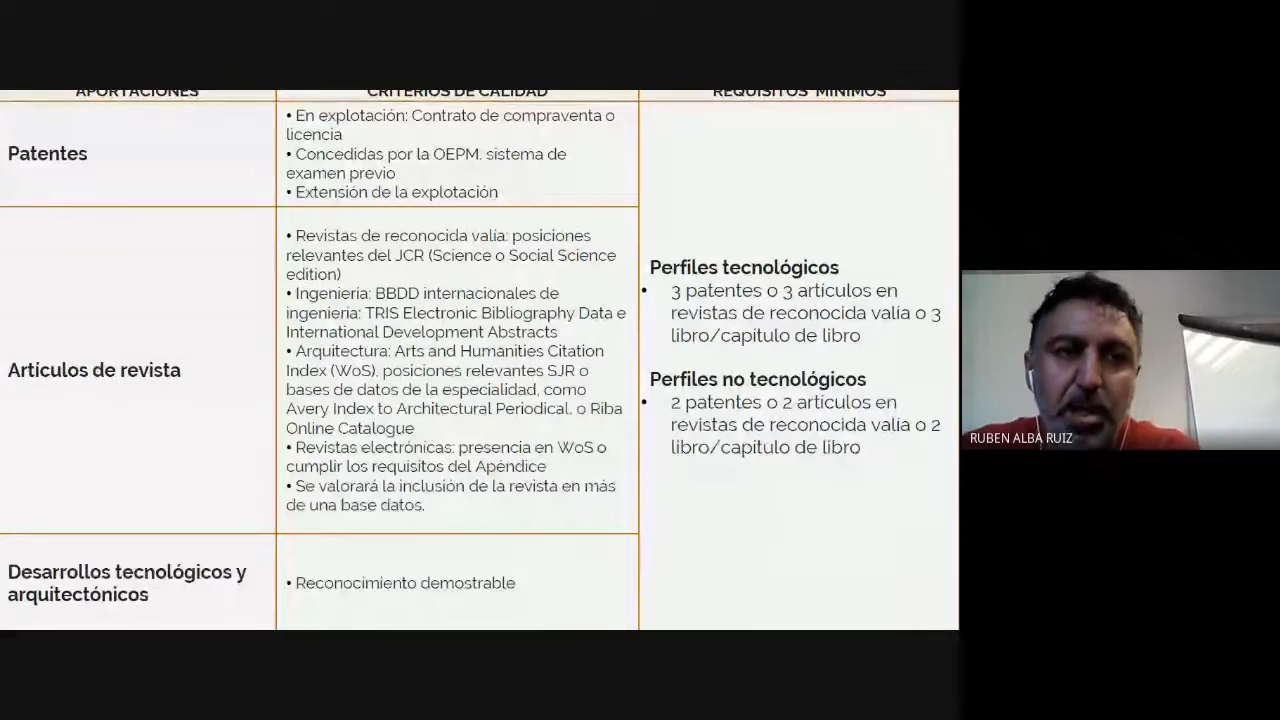 APORTACIONES
CRITERIOS DE CALIDAD
REQUISITOS MÍNIMOS
Patentes
• En explotación: Contrato de compraventa o
licencia
• Concedidas por la OEPM. sistema de
examen previo
• Extensión de la explotación
Artículos de revista
• Revistas de reconocida valía: posiciones
relevantes del JCR (Science o Social Science
edition)
• Ingeniería: BBDD internacionales de
ingeniería: TRIS Electronic Bibliography Data e
International Development Abstracts
• Arquitectura: Arts and Humanities Citation
Index (WoS), posiciones relevantes SJR o
bases de datos de la especialidad, como
Avery Index to Architectural Periodical, o Riba
Online Catalogue
• Revistas electrónicas: presencia en WoS o
cumplir los requisitos del Apéndice
• Se valorará la inclusión de la revista en más
de una base datos.
Desarrollos tecnológicos y
arquitectónicos
• Reconocimiento demostrable
Perfiles tecnológicos
• 3 patentes o 3 artículos en
revistas de reconocida valía o 3
libro/capítulo de libro
Perfiles no tecnológicos
• 2 patentes o 2 artículos en
revistas de reconocida valía o 2
libro/capítulo de libro
RUBEN ALBA RUIZ